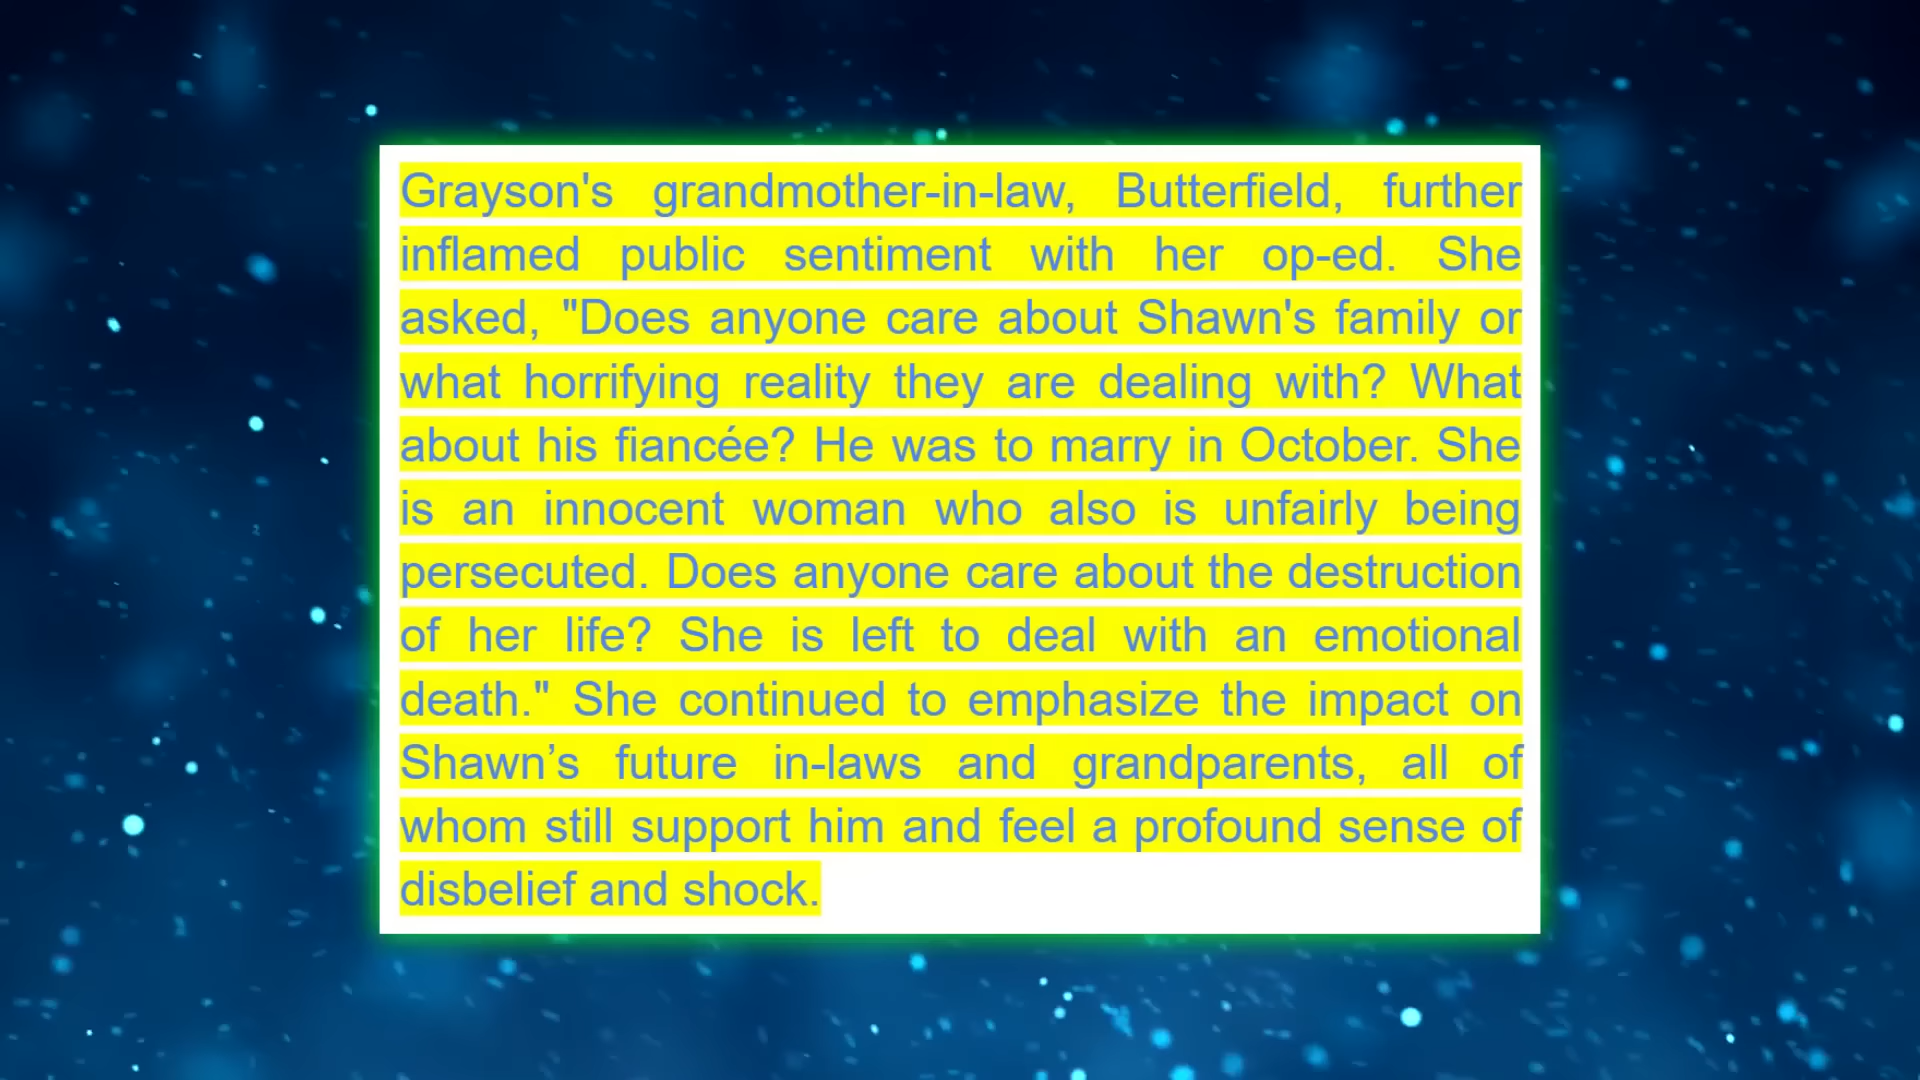 Grayson's grandmother-in-law, Butterfield, further
inflamed public sentiment with her op-ed. She
asked, "Does anyone care about Shawn's family or
what horrifying reality they are dealing with? What
about his fiancée? He was to marry in October. She
is an innocent woman who also is unfairly being
persecuted. Does anyone care about the destruction
of her life? She is left to deal with an emotional
death." She continued to emphasize the impact on
Shawn’s future in-laws and grandparents, all of
whom still support him and feel a profound sense of
disbelief and shock.